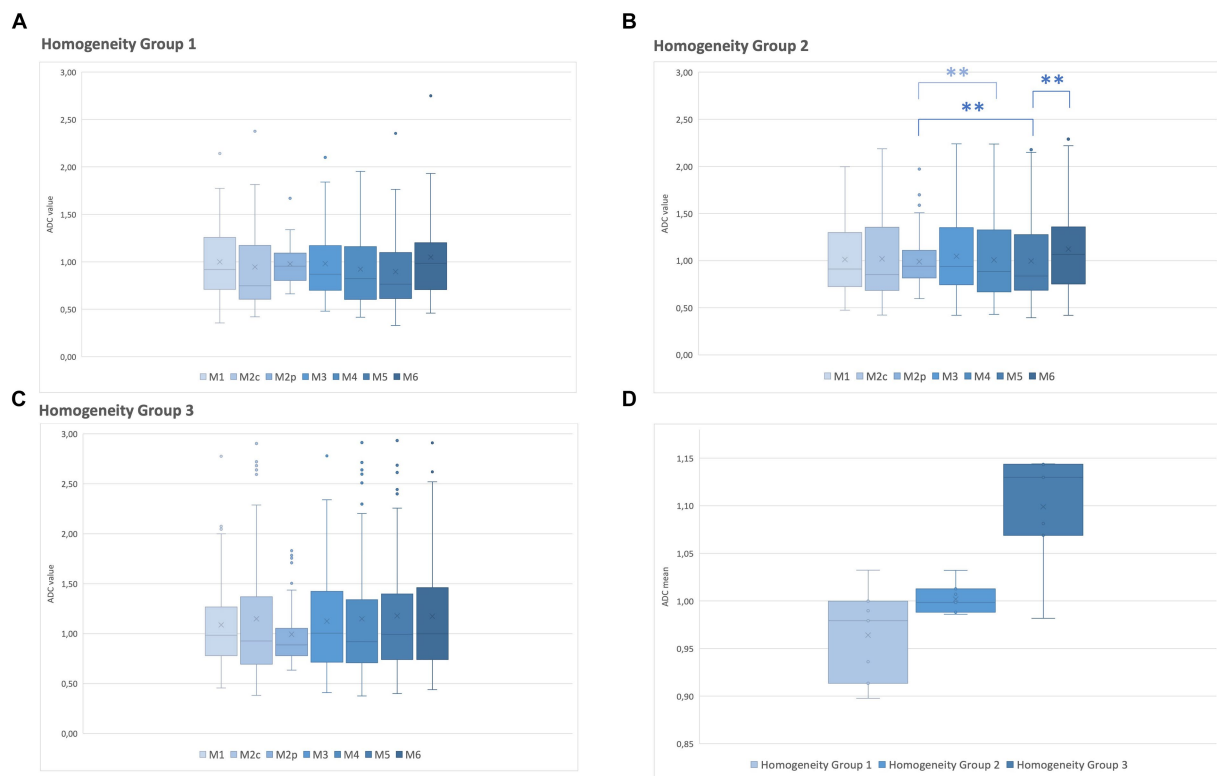 A
Homogeneity Group 1
3,00
2,50
2,00
1,50
1,00
0,50
0,00
ADC value
M1 M2c M2p M3 M4 M5 M6
B
Homogeneity Group 2
** **
**
3,00
2,50
2,00
1,50
1,00
0,50
0,00
ADC value
M1 M2c M2p M3 M4 M5 M6
C
Homogeneity Group 3
3,00
2,50
2,00
1,50
1,00
0,50
0,00
ADC value
M1 M2c M2p M3 M4 M5 M6
D
1,15
1,10
1,05
1,00
0,95
0,90
0,85
ADC mean
Homogeneity Group 1 Homogeneity Group 2 Homogeneity Group 3